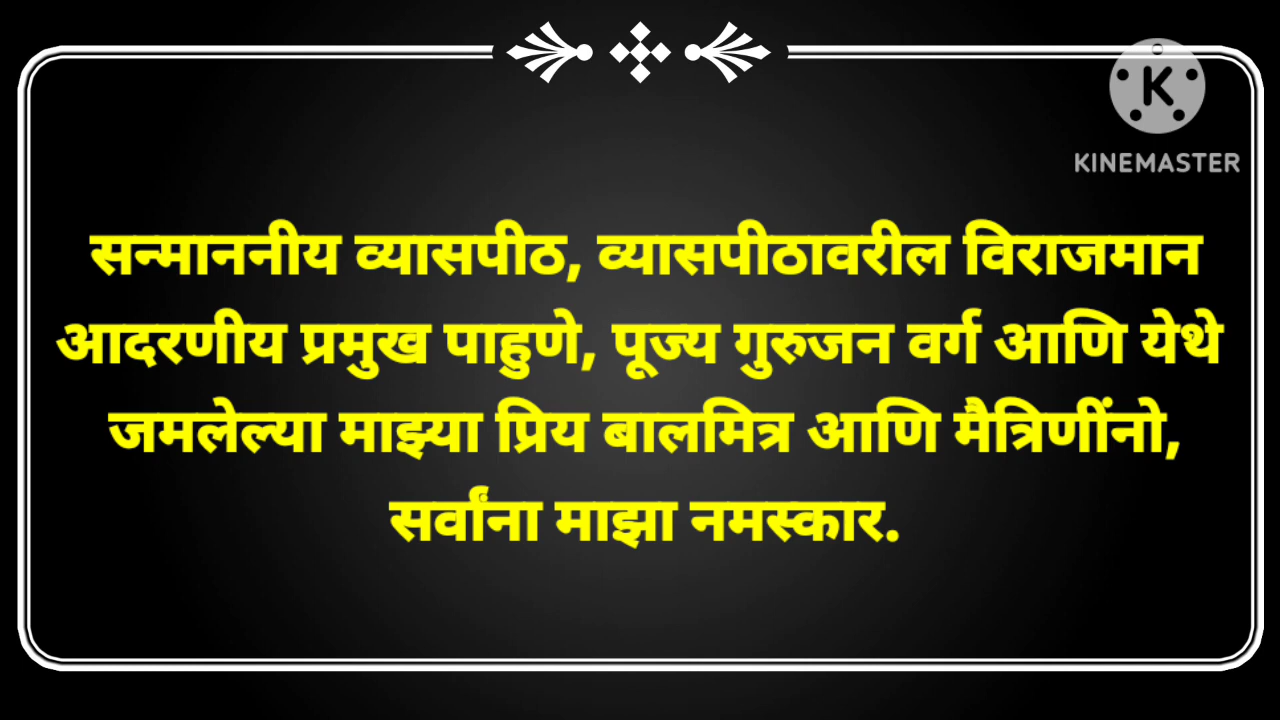 KINEMASTER
सन्माननीय व्यासपीठ, व्यासपीठावरील विराजमान
आदरणीय प्रमुख पाहुणे, पूज्य गुरुजन वर्ग आणि येथे
जमलेल्या माझ्या प्रिय बालमित्र आणि मैत्रिणींनो,
सर्वांना माझा नमस्कार.